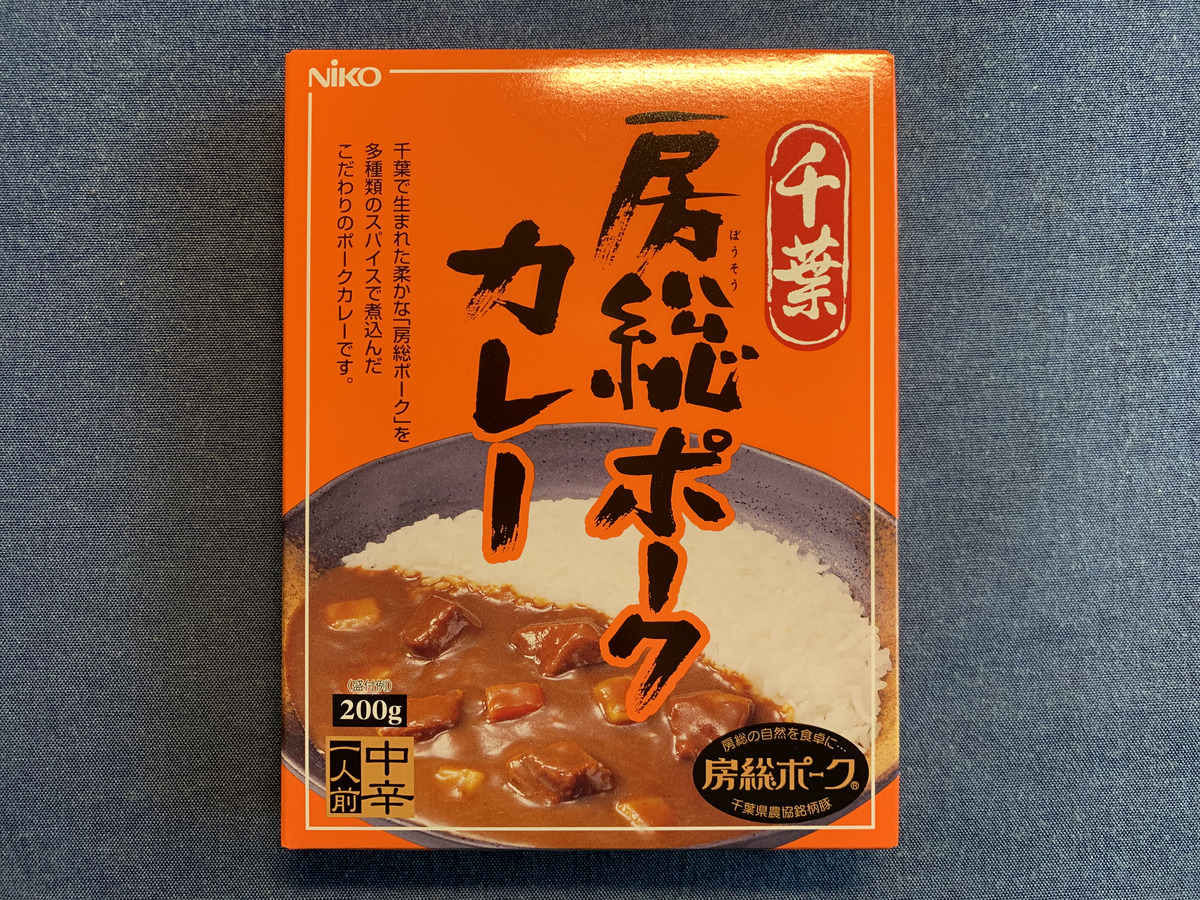 NiKO
千葉
房総ポーク
ぼうそう
カレー
千葉で生まれた柔かな「房総ポーク」を
多種類のスパイスで煮込んだ
こだわりのポークカレーです。
(盛付例)
200g
中辛
一人前
房総の自然を食卓に…
房総ポーク®
千葉県農協銘柄豚